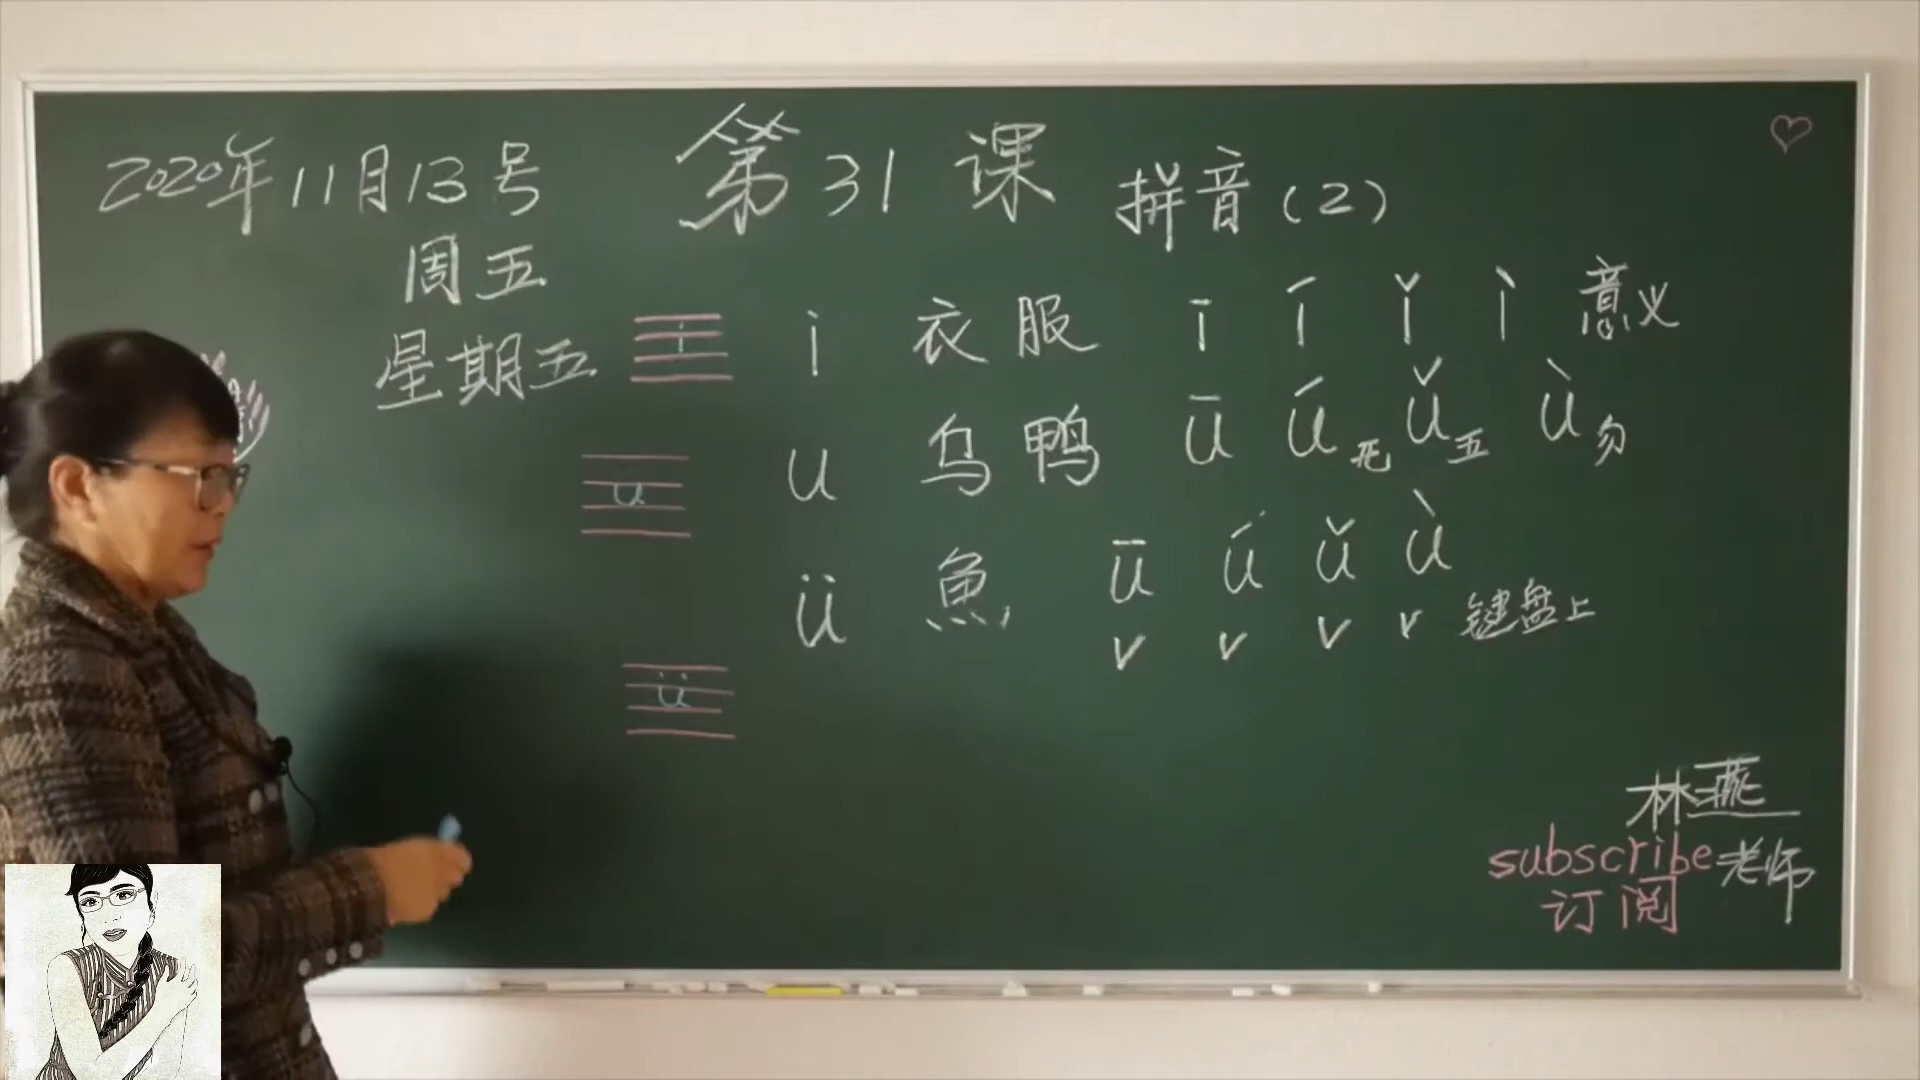 2020年11月13号 第31课 拼音(2)
周五
星期五
i i 衣服 ī í ǐ ì 意义
u u 乌鸭 ū ú 无 ǔ 五 ù 勿
ü 魚 ū ú ǔ ù
v v v v 键盘上
ü
林燕
subscribe 老师
订阅